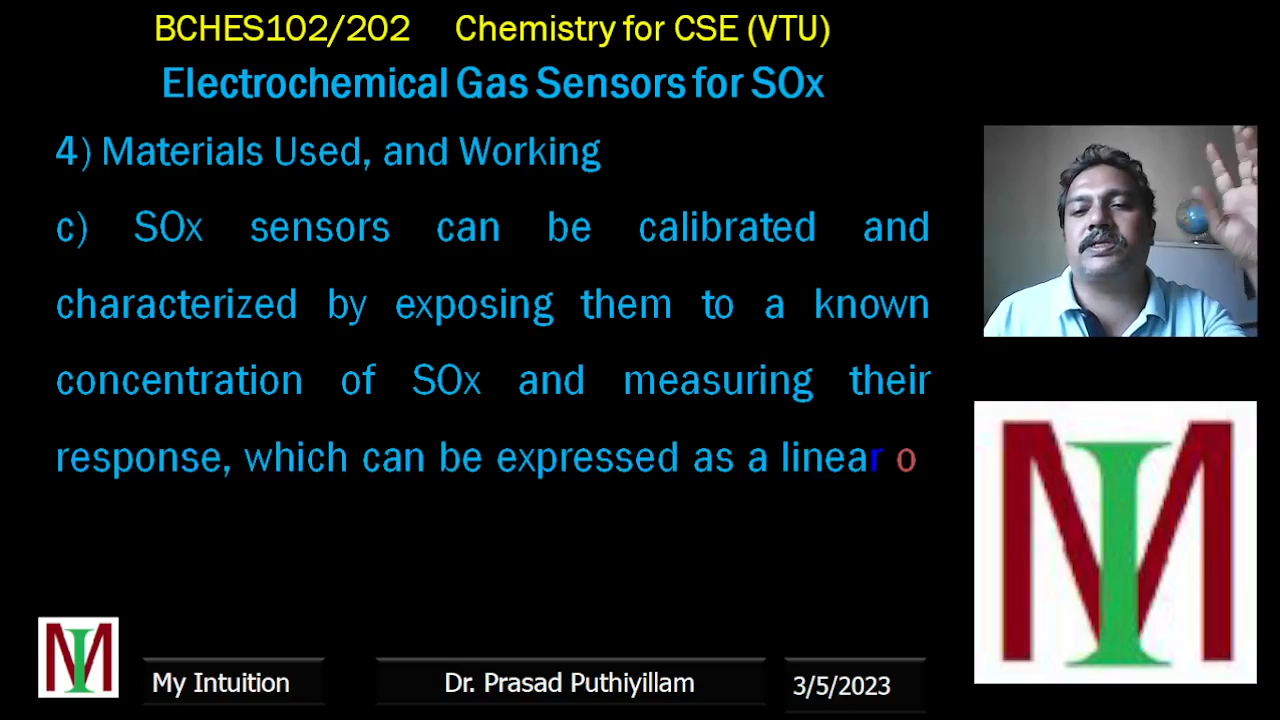 BCHES102/202 Chemistry for CSE (VTU)
Electrochemical Gas Sensors for SOx
4) Materials Used, and Working
c) SOx sensors can be calibrated and
characterized by exposing them to a known
concentration of SOx and measuring their
response, which can be expressed as a linear o
MI
MI
My Intuition
Dr. Prasad Puthiyillam
3/5/2023